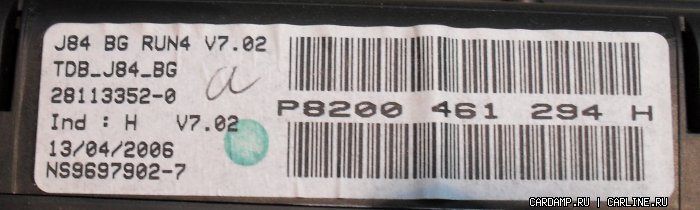 J84 BG RUN4 V7.02
TDB_J84_BG
28113352-0
Ind : H V7.02
13/04/2006
NS9697902-7
a
P8200 461 294 H
CARDAMP.RU | CARLINE.RU